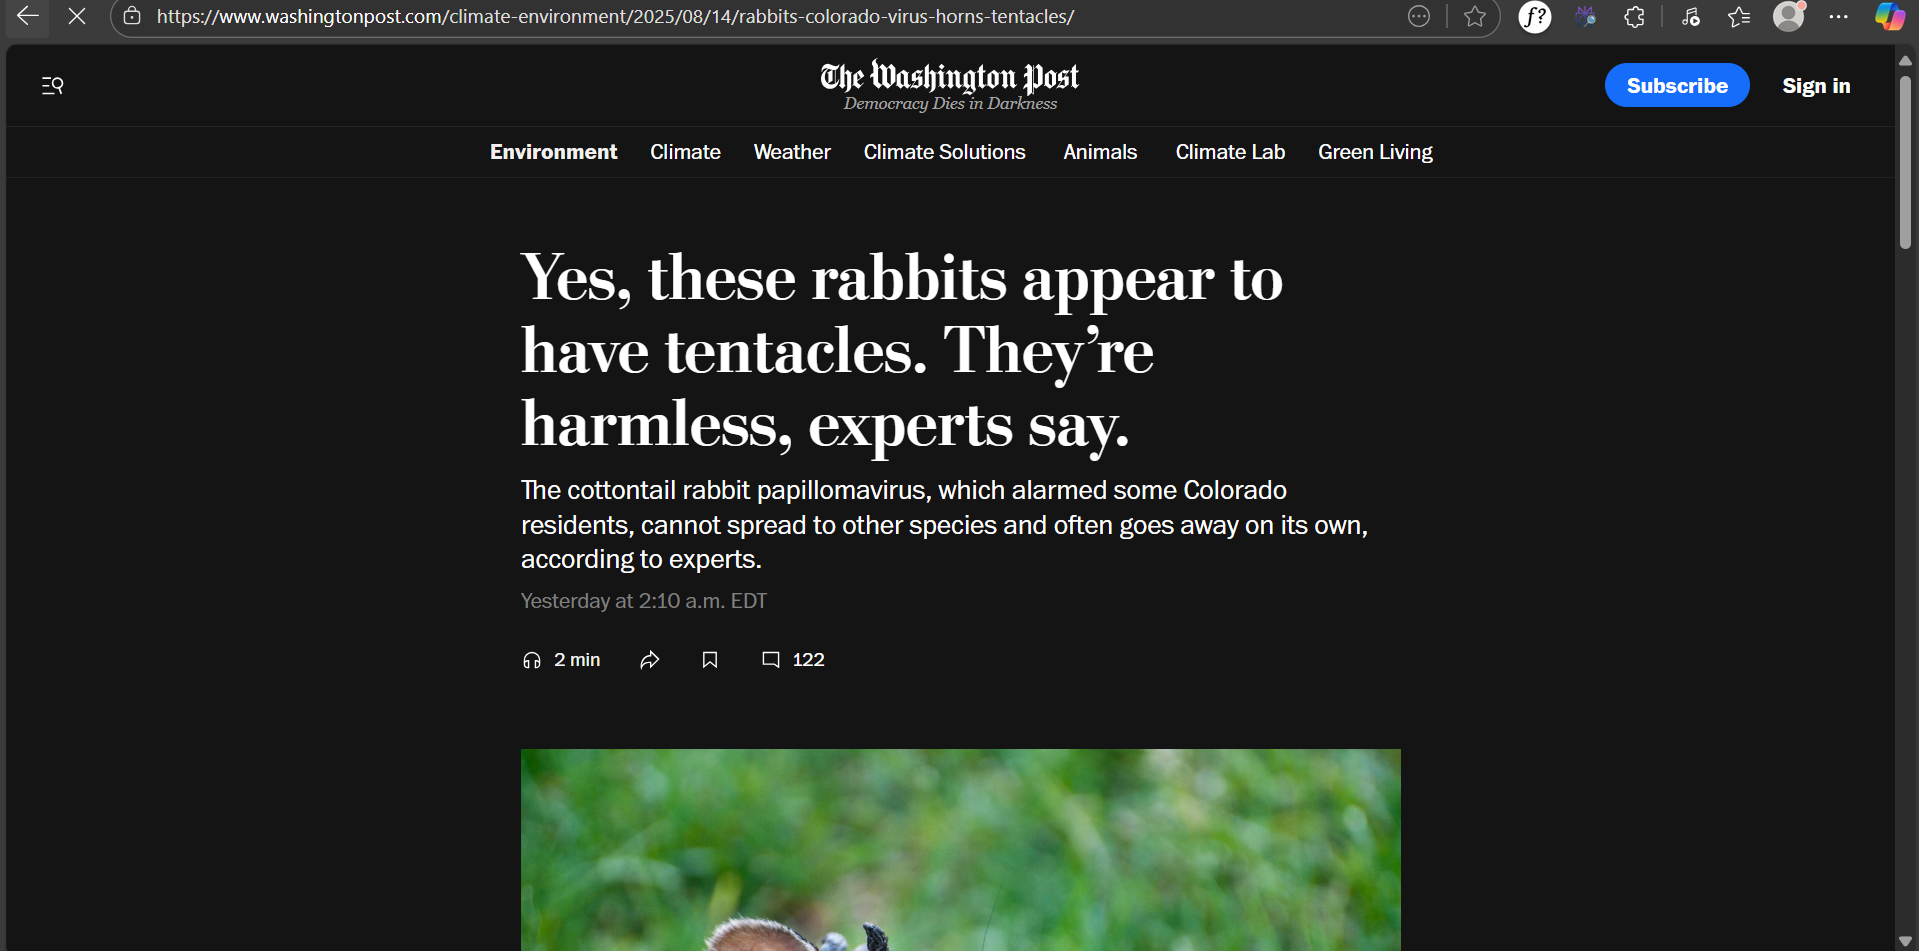 https://www.washingtonpost.com/climate-environment/2025/08/14/rabbits-colorado-virus-horns-tentacles/
f?
The Washington Post
Democracy Dies in Darkness
Subscribe
Sign in
Environment
Climate
Weather
Climate Solutions
Animals
Climate Lab
Green Living
Yes, these rabbits appear to
have tentacles. They’re
harmless, experts say.
The cottontail rabbit papillomavirus, which alarmed some Colorado
residents, cannot spread to other species and often goes away on its own,
according to experts.
Yesterday at 2:10 a.m. EDT
2 min
122